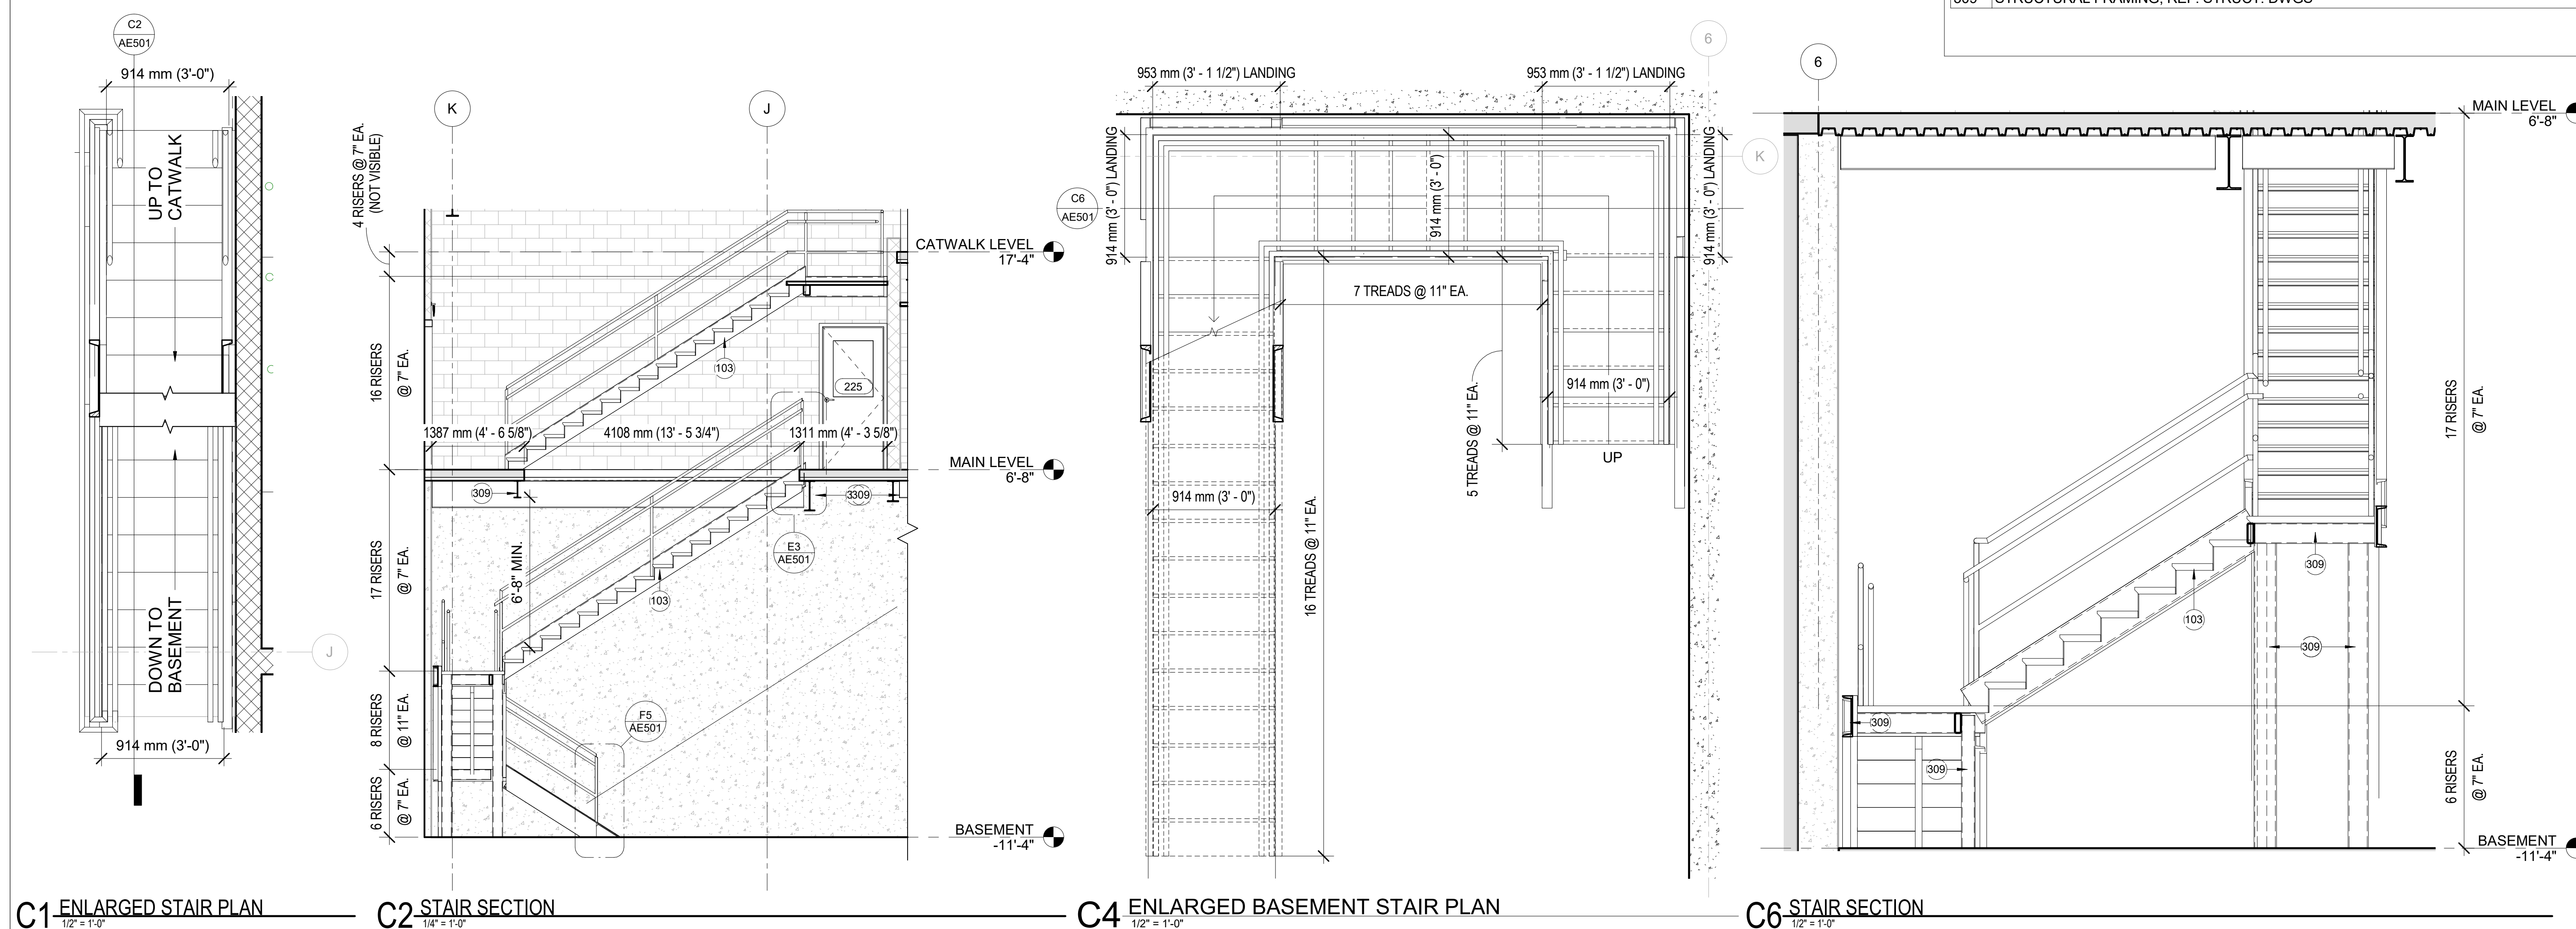 309 STRUCTURAL FRAMING, REF. STRUCT. DWGS
C2
AE501
914 mm (3'-0")
UP TO
CATWALK
DOWN TO
BASEMENT
J
914 mm (3'-0")
C1 ENLARGED STAIR PLAN
1/2" = 1'-0"
K
J
4 RISERS @ 7" EA.
(NOT VISIBLE)
CATWALK LEVEL
17'-4"
16 RISERS
@ 7" EA.
103
225
1387 mm (4' - 6 5/8")
4108 mm (13' - 5 3/4")
1311 mm (4' - 3 5/8")
MAIN LEVEL
6'-8"
309
3309
E3
AE501
6'-8" MIN.
17 RISERS
@ 7" EA.
103
8 RISERS
@ 11" EA.
F5
AE501
6 RISERS
@ 7" EA.
BASEMENT
-11'-4"
C2 STAIR SECTION
1/4" = 1'-0"
6
953 mm (3' - 1 1/2") LANDING
953 mm (3' - 1 1/2") LANDING
914 mm (3' - 0") LANDING
914 mm (3' - 0")
914 mm (3' - 0") LANDING
K
C6
AE501
7 TREADS @ 11" EA.
914 mm (3' - 0")
5 TREADS @ 11" EA.
UP
914 mm (3' - 0")
16 TREADS @ 11" EA.
C4 ENLARGED BASEMENT STAIR PLAN
1/2" = 1'-0"
6
MAIN LEVEL
6'-8"
17 RISERS
@ 7" EA.
309
103
309
309
309
6 RISERS
@ 7" EA.
BASEMENT
-11'-4"
C6 STAIR SECTION
1/2" = 1'-0"